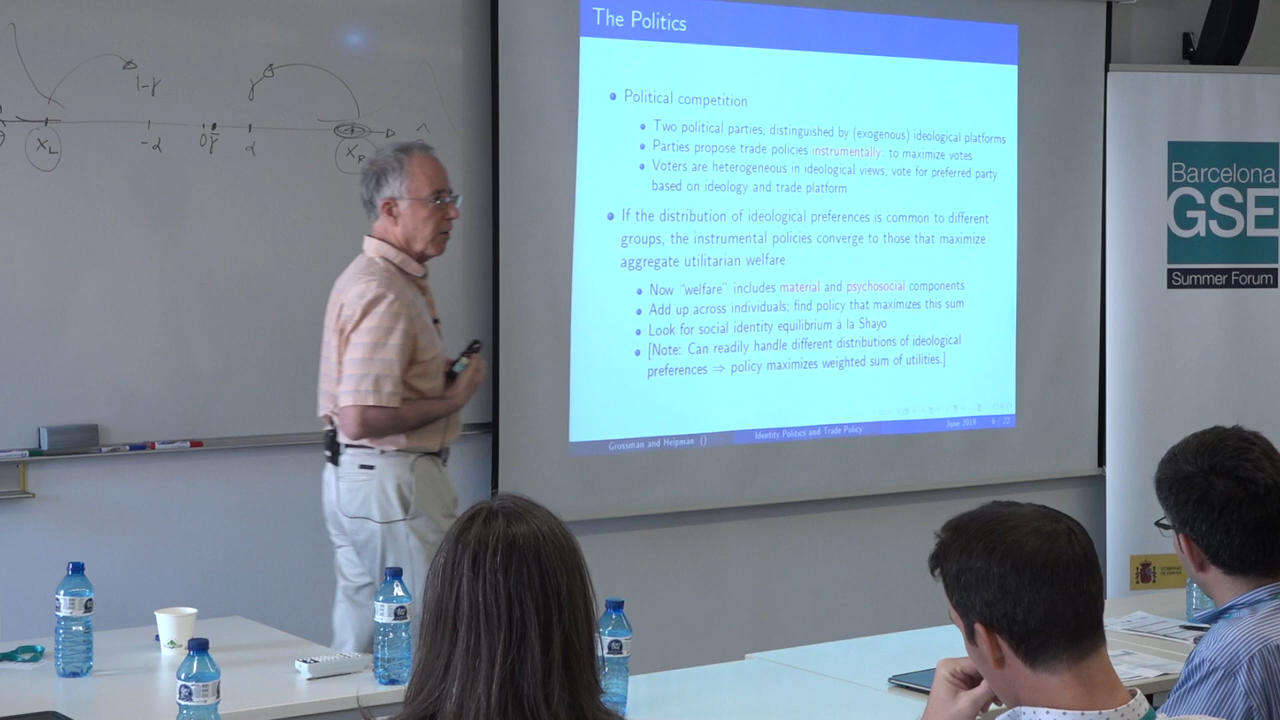 The Politics
Political competition
Two political parties, distinguished by (exogenous) ideological platforms
Parties propose trade policies instrumentally: to maximize votes
Voters are heterogeneous in ideological views, vote for preferred party
based on ideology and trade platform
If the distribution of ideological preferences is common to different
groups, the instrumental policies converge to those that maximize
aggregate utilitarian welfare
Now "welfare" includes material and psychosocial components
Add up across individuals; find policy that maximizes this sum
Look for social identity equilibrium à la Shayo
[Note: Can readily handle different distributions of ideological
preferences ⇒ policy maximizes weighted sum of utilities.]
Grossman and Helpman ()
Identity Politics and Trade Policy
June 2019
6 / 22
1-γ
γ
X_L
-α
α
X_R
Barcelona
GSE
Summer Forum